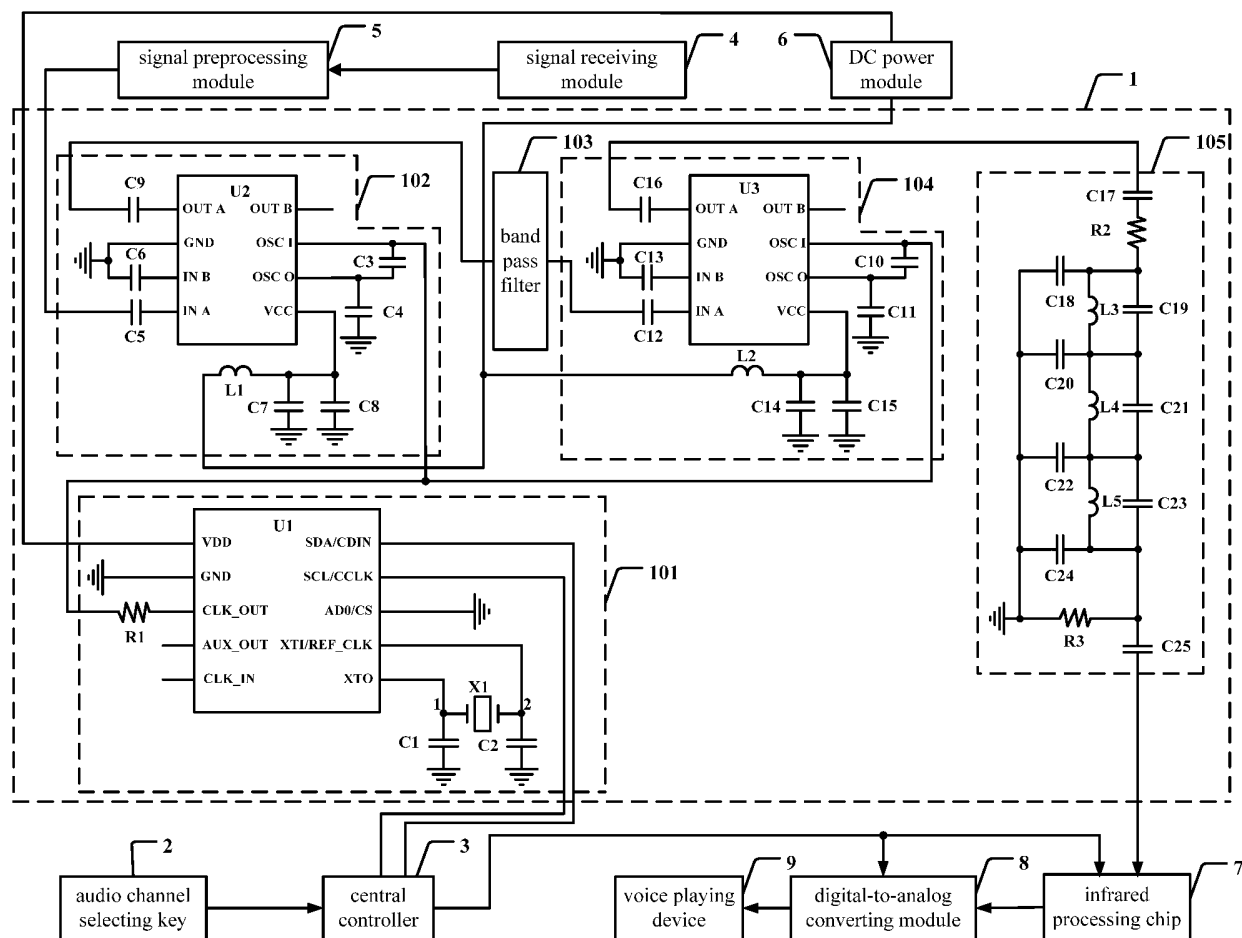 5
signal preprocessing
module
4
signal receiving
module
6
DC power
module
1
102
C9
U2
OUT A
OUT B
GND
OSC I
C6
IN B
OSC O
C3
IN A
VCC
C5
C4
L1
C7
C8
103
band
pass
filter
104
C16
U3
OUT A
OUT B
GND
OSC I
C13
IN B
OSC O
C10
IN A
VCC
C12
C11
L2
C14
C15
105
C17
R2
C18
L3
C19
C20
L4
C21
C22
L5
C23
C24
R3
C25
101
U1
VDD
SDA/CDIN
GND
SCL/CCLK
CLK_OUT
AD0/CS
R1
AUX_OUT
XTI/REF_CLK
CLK_IN
XTO
X1
1
2
C1
C2
2
audio channel
selecting key
3
central
controller
9
voice playing
device
8
digital-to-analog
converting module
7
infrared
processing chip